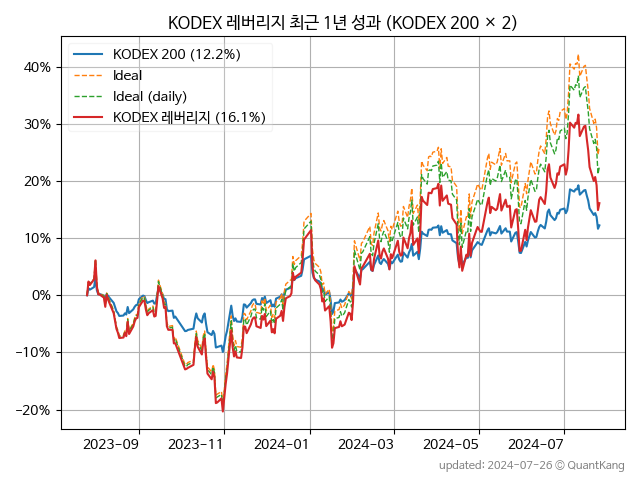 KODEX 레버리지 최근 1년 성과 (KODEX 200 × 2)
KODEX 200 (12.2%)
Ideal
Ideal (daily)
KODEX 레버리지 (16.1%)
40%
30%
20%
10%
0%
−10%
−20%
2023-09 2023-11 2024-01 2024-03 2024-05 2024-07
updated: 2024-07-26 © QuantKang